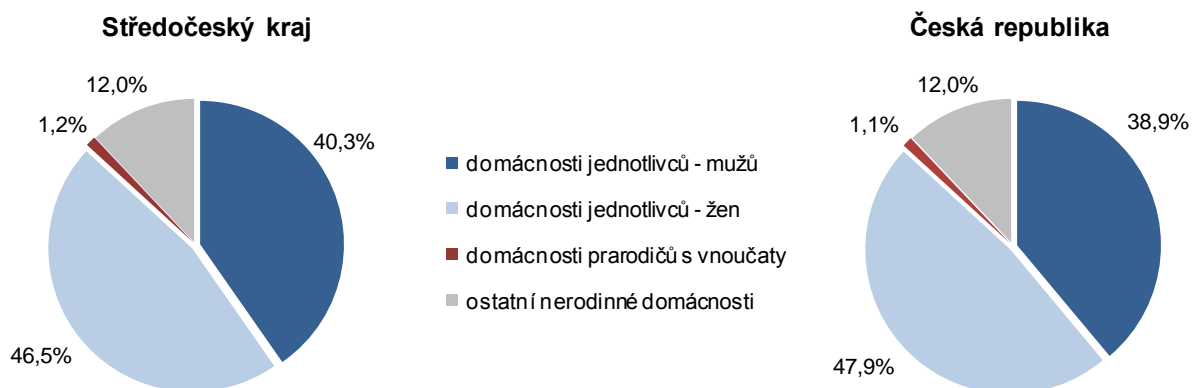 Středočeský kraj
12,0%
1,2%
40,3%
46,5%
domácnosti jednotlivců - mužů
domácnosti jednotlivců - žen
domácnosti prarodičů s vnoučaty
ostatní nerodinné domácnosti
Česká republika
12,0%
1,1%
38,9%
47,9%